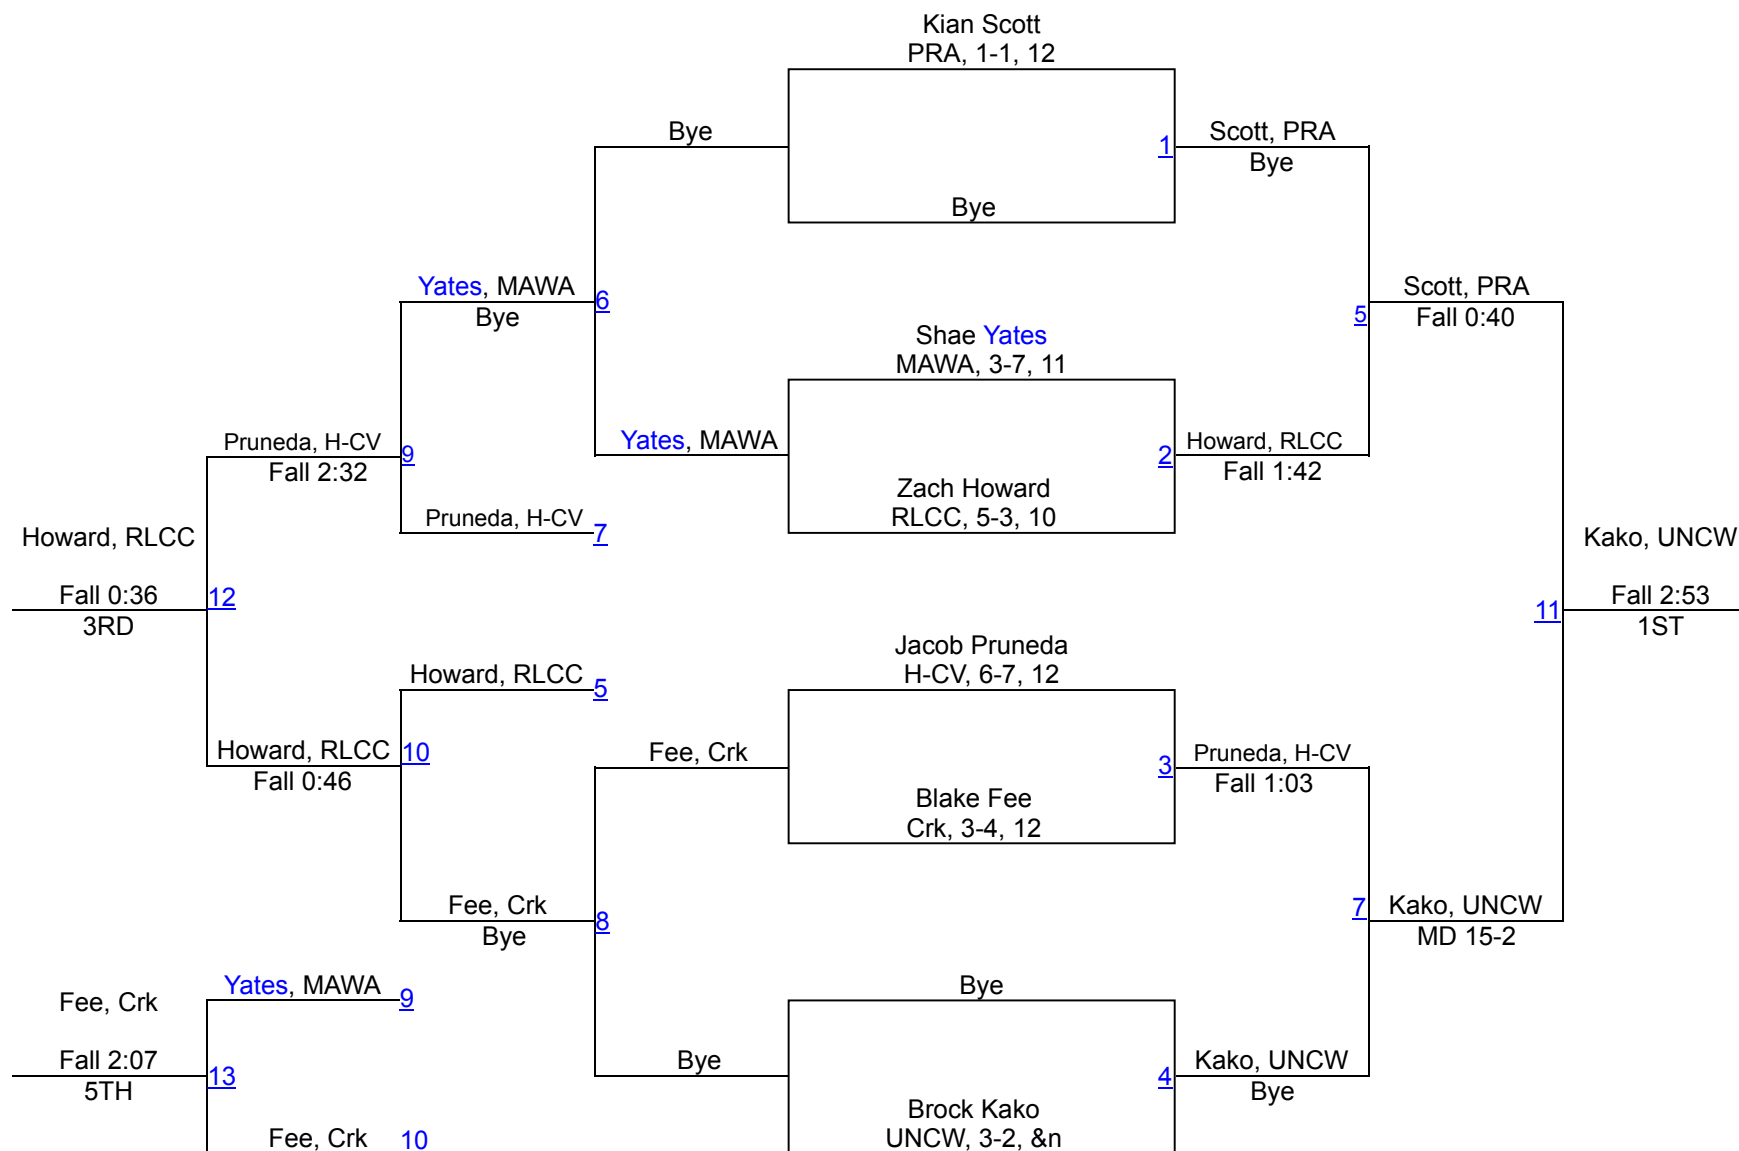 Kian Scott
PRA, 1-1, 12
Bye
1
Scott, PRA
Bye
Bye
Yates, MAWA
Bye
6
Scott, PRA
Fall 0:40
5
Shae Yates
MAWA, 3-7, 11
Pruneda, H-CV
Fall 2:32
9
Yates, MAWA
2
Howard, RLCC
Fall 1:42
Zach Howard
RLCC, 5-3, 10
Pruneda, H-CV
7
Howard, RLCC
Fall 0:36
3RD
12
Kako, UNCW
Fall 2:53
1ST
11
Jacob Pruneda
H-CV, 6-7, 12
Howard, RLCC
5
Howard, RLCC
Fall 0:46
10
Fee, Crk
3
Pruneda, H-CV
Fall 1:03
Blake Fee
Crk, 3-4, 12
Fee, Crk
Bye
8
7
Kako, UNCW
MD 15-2
Fee, Crk
Fall 2:07
5TH
Yates, MAWA
9
Bye
13
Bye
4
Kako, UNCW
Bye
Fee, Crk
10
Brock Kako
UNCW, 3-2, &n